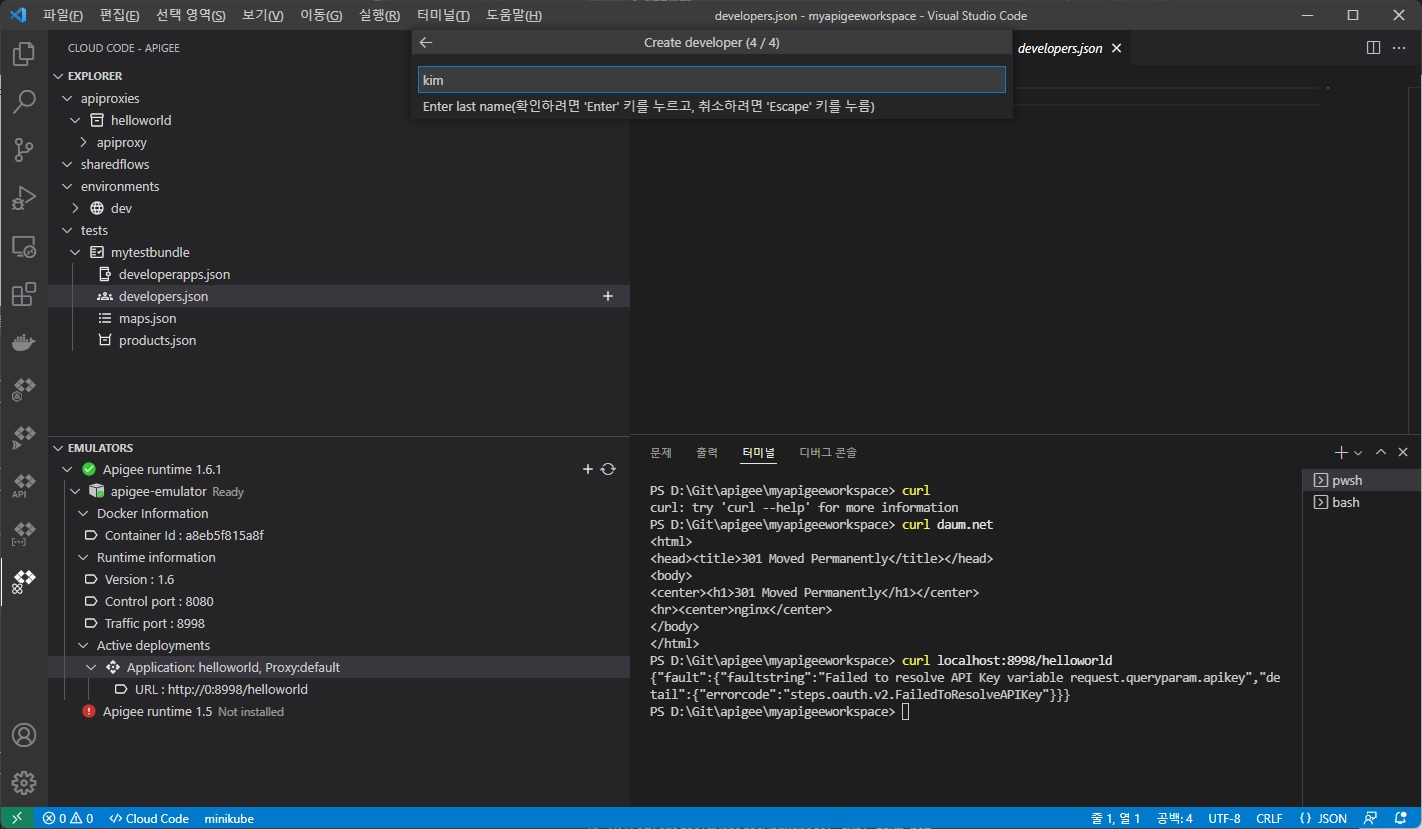 파일(F) 편집(E) 선택 영역(S) 보기(V) 이동(G) 실행(R) 터미널(T) 도움말(H) developers.json - myapigeeworkspace - Visual Studio Code
CLOUD CODE - APIGEE
Create developer (4 / 4)
developers.json
kim
Enter last name(확인하려면 'Enter' 키를 누르고, 취소하려면 'Escape' 키를 누름)
EXPLORER
apiproxies
helloworld
apiproxy
sharedflows
environments
dev
tests
mytestbundle
developerapps.json
developers.json
maps.json
products.json
EMULATORS
Apigee runtime 1.6.1
apigee-emulator Ready
Docker Information
Container Id : a8eb5f815a8f
Runtime information
Version : 1.6
Control port : 8080
Traffic port : 8998
Active deployments
Application: helloworld, Proxy:default
URL : http://0:8998/helloworld
Apigee runtime 1.5 Not installed
문제 출력 터미널 디버그 콘솔
PS D:\Git\apigee\myapigeeworkspace> curl
curl: try 'curl --help' for more information
PS D:\Git\apigee\myapigeeworkspace> curl daum.net
<html>
<head><title>301 Moved Permanently</title></head>
<body>
<center><h1>301 Moved Permanently</h1></center>
<hr><center>nginx</center>
</body>
</html>
PS D:\Git\apigee\myapigeeworkspace> curl localhost:8998/helloworld
{"fault":{"faultstring":"Failed to resolve API Key variable request.queryparam.apikey","de
tail":{"errorcode":"steps.oauth.v2.FailedToResolveAPIKey"}}}
PS D:\Git\apigee\myapigeeworkspace>
pwsh
bash
API
0 0 Cloud Code minikube 줄 1, 열 1 공백: 4 UTF-8 CRLF {} JSON